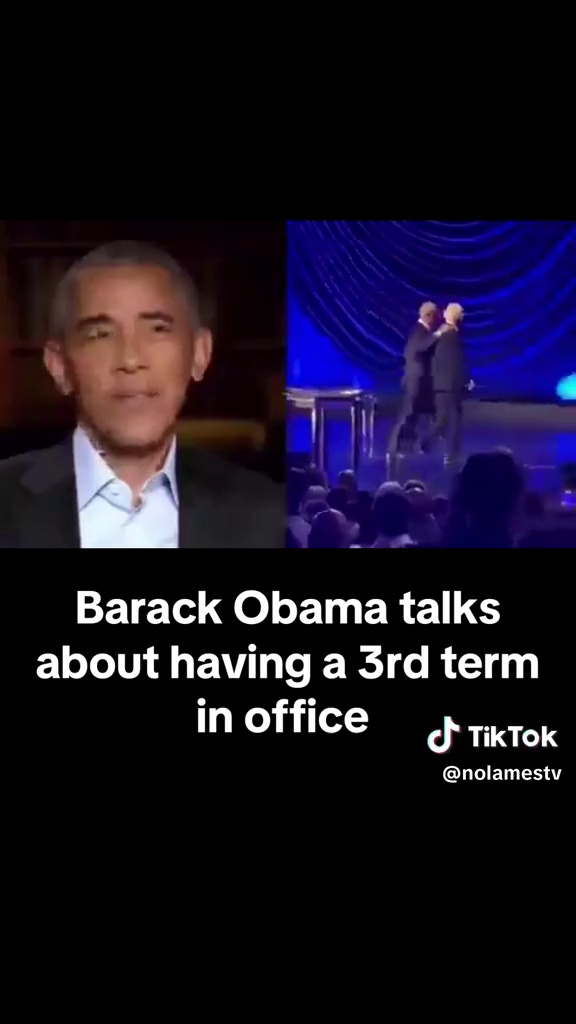 Barack Obama talks
about having a 3rd term
in office
TikTok
@nolamestv